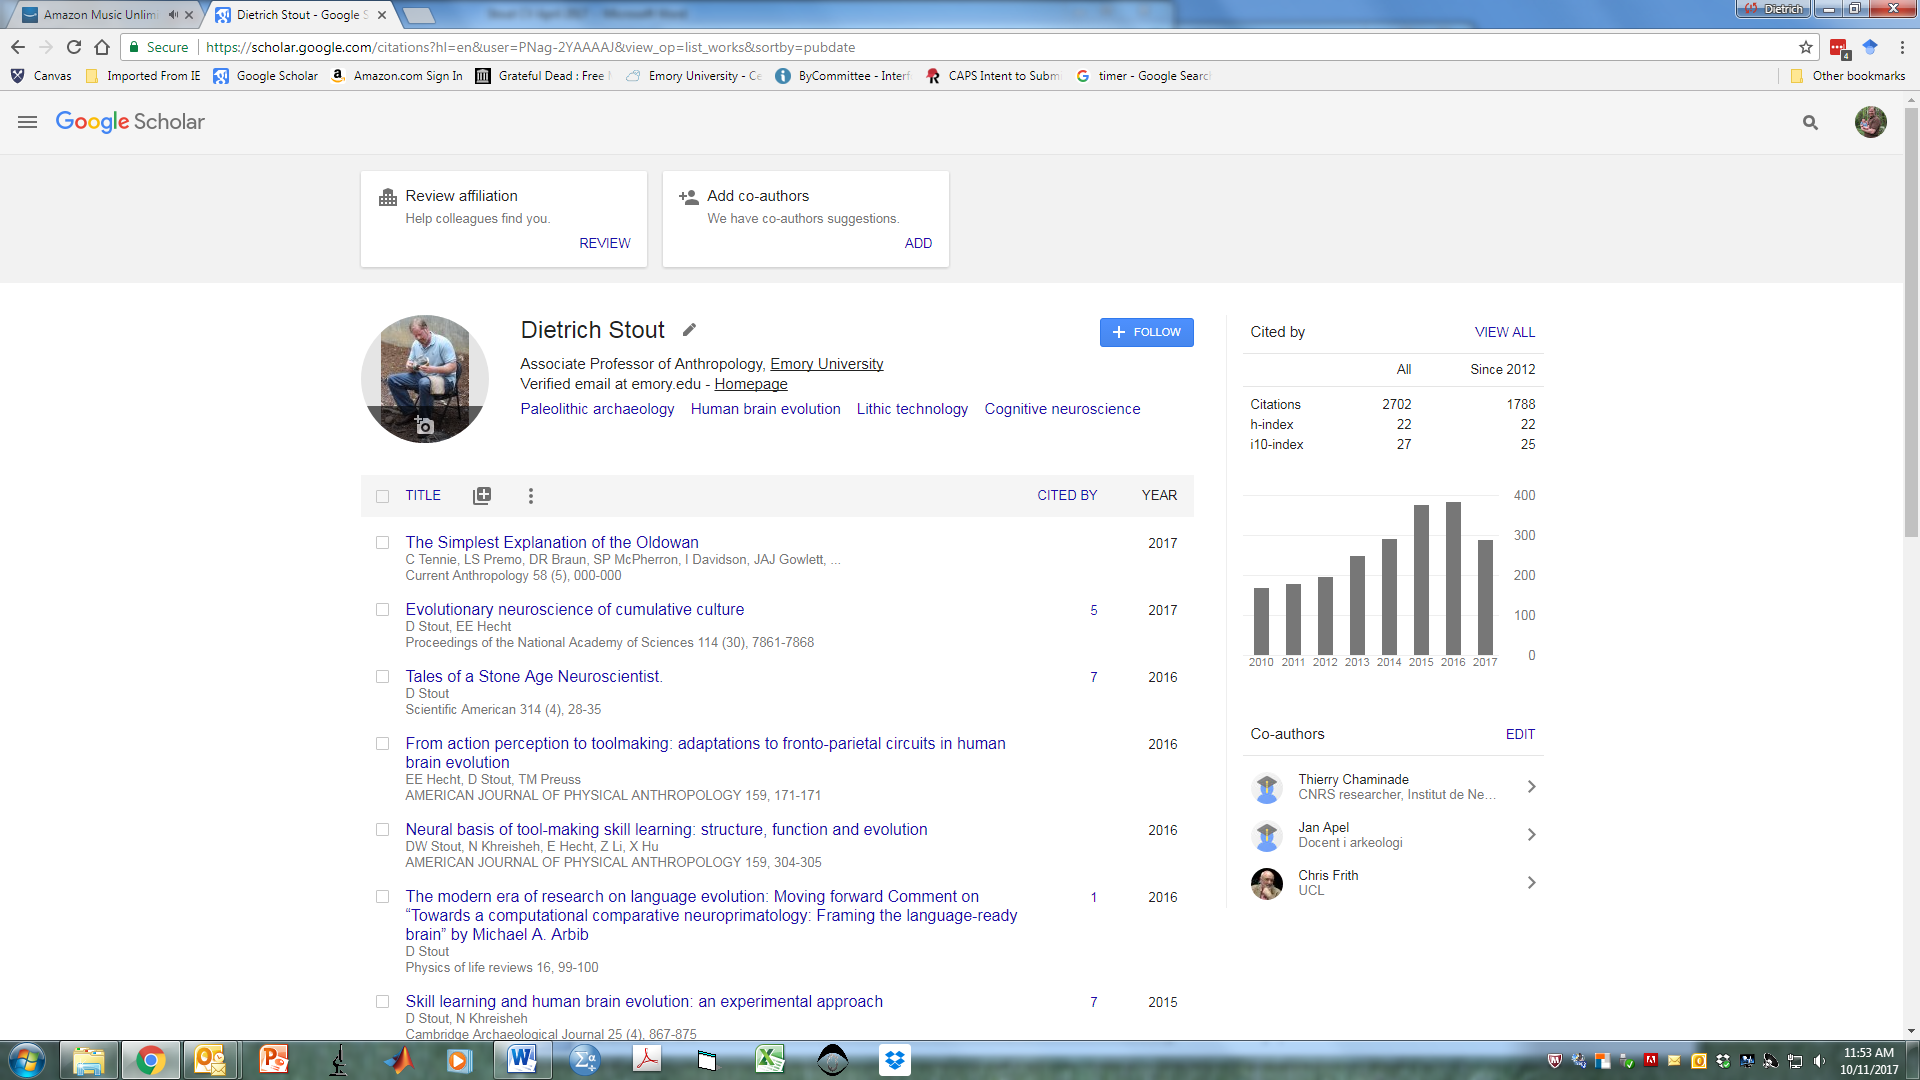 Amazon Music Unlimi
Dietrich Stout - Google S
Dietrich
Secure
https://scholar.google.com/citations?hl=en&user=PNag-2YAAAAJ&view_op=list_works&sortby=pubdate
4
Canvas
Imported From IE
Google Scholar
Amazon.com Sign In
Grateful Dead : Free
Emory University - Ce
ByCommittee - Interf
CAPS Intent to Subm
timer - Google Search
Other bookmarks
Google Scholar
Review affiliation
Help colleagues find you.
REVIEW
Add co-authors
We have co-authors suggestions.
ADD
Dietrich Stout
FOLLOW
Associate Professor of Anthropology, Emory University
Verified email at emory.edu - Homepage
Paleolithic archaeology Human brain evolution Lithic technology Cognitive neuroscience
TITLE CITED BY YEAR
The Simplest Explanation of the Oldowan 2017
C Tennie, LS Premo, DR Braun, SP McPherron, I Davidson, JAJ Gowlett, ...
Current Anthropology 58 (5), 000-000
Evolutionary neuroscience of cumulative culture 5 2017
D Stout, EE Hecht
Proceedings of the National Academy of Sciences 114 (30), 7861-7868
Tales of a Stone Age Neuroscientist. 7 2016
D Stout
Scientific American 314 (4), 28-35
From action perception to toolmaking: adaptations to fronto-parietal circuits in human 2016
brain evolution
EE Hecht, D Stout, TM Preuss
AMERICAN JOURNAL OF PHYSICAL ANTHROPOLOGY 159, 171-171
Neural basis of tool-making skill learning: structure, function and evolution 2016
DW Stout, N Khreisheh, E Hecht, Z Li, X Hu
AMERICAN JOURNAL OF PHYSICAL ANTHROPOLOGY 159, 304-305
The modern era of research on language evolution: Moving forward Comment on 1 2016
“Towards a computational comparative neuroprimatology: Framing the language-ready
brain” by Michael A. Arbib
D Stout
Physics of life reviews 16, 99-100
Skill learning and human brain evolution: an experimental approach 7 2015
D Stout, N Khreisheh
Cambridge Archaeological Journal 25 (4), 867-875
Cited by VIEW ALL
All Since 2012
Citations 2702 1788
h-index 22 22
i10-index 27 25
400
300
200
100
0
2010 2011 2012 2013 2014 2015 2016 2017
Co-authors EDIT
Thierry Chaminade
CNRS researcher, Institut de Ne…
Jan Apel
Docent i arkeologi
Chris Frith
UCL
11:53 AM
10/11/2017